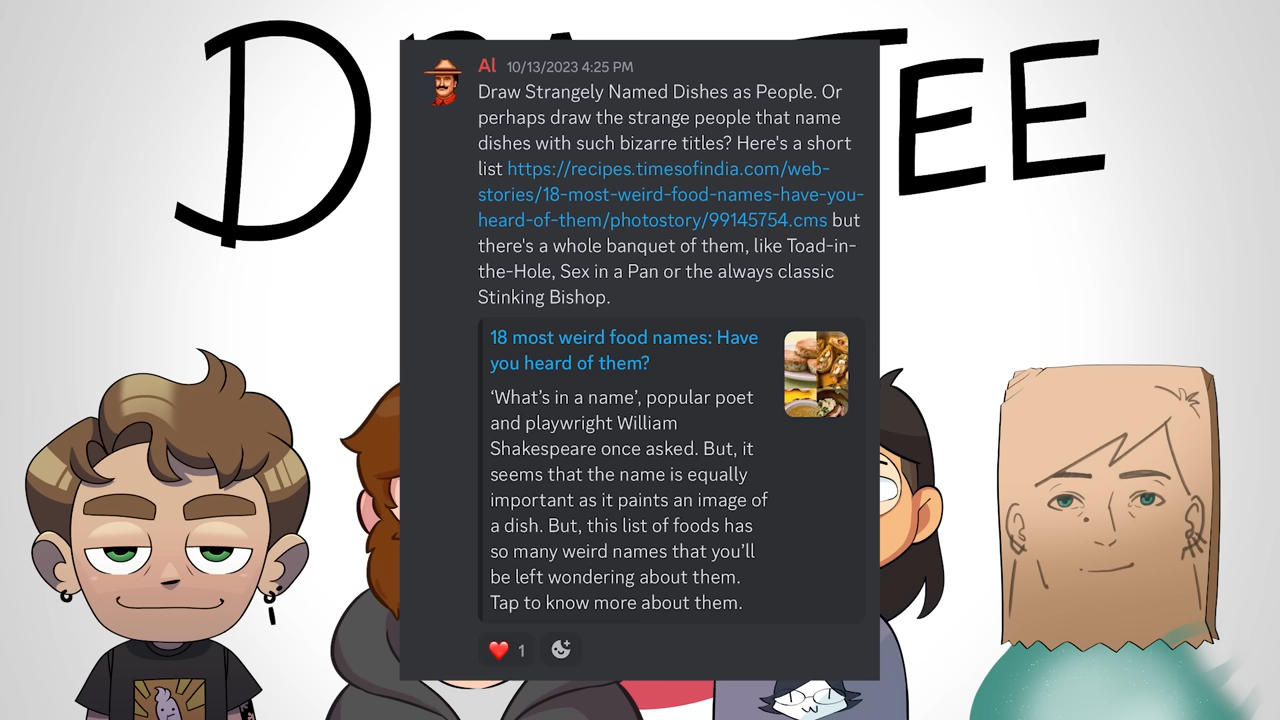 D EE
Al 10/13/2023 4:25 PM
Draw Strangely Named Dishes as People. Or
perhaps draw the strange people that name
dishes with such bizarre titles? Here's a short
list https://recipes.timesofindia.com/web-
stories/18-most-weird-food-names-have-you-
heard-of-them/photostory/99145754.cms but
there's a whole banquet of them, like Toad-in-
the-Hole, Sex in a Pan or the always classic
Stinking Bishop.
18 most weird food names: Have
you heard of them?
‘What’s in a name’, popular poet
and playwright William
Shakespeare once asked. But, it
seems that the name is equally
important as it paints an image of
a dish. But, this list of foods has
so many weird names that you’ll
be left wondering about them.
Tap to know more about them.
1